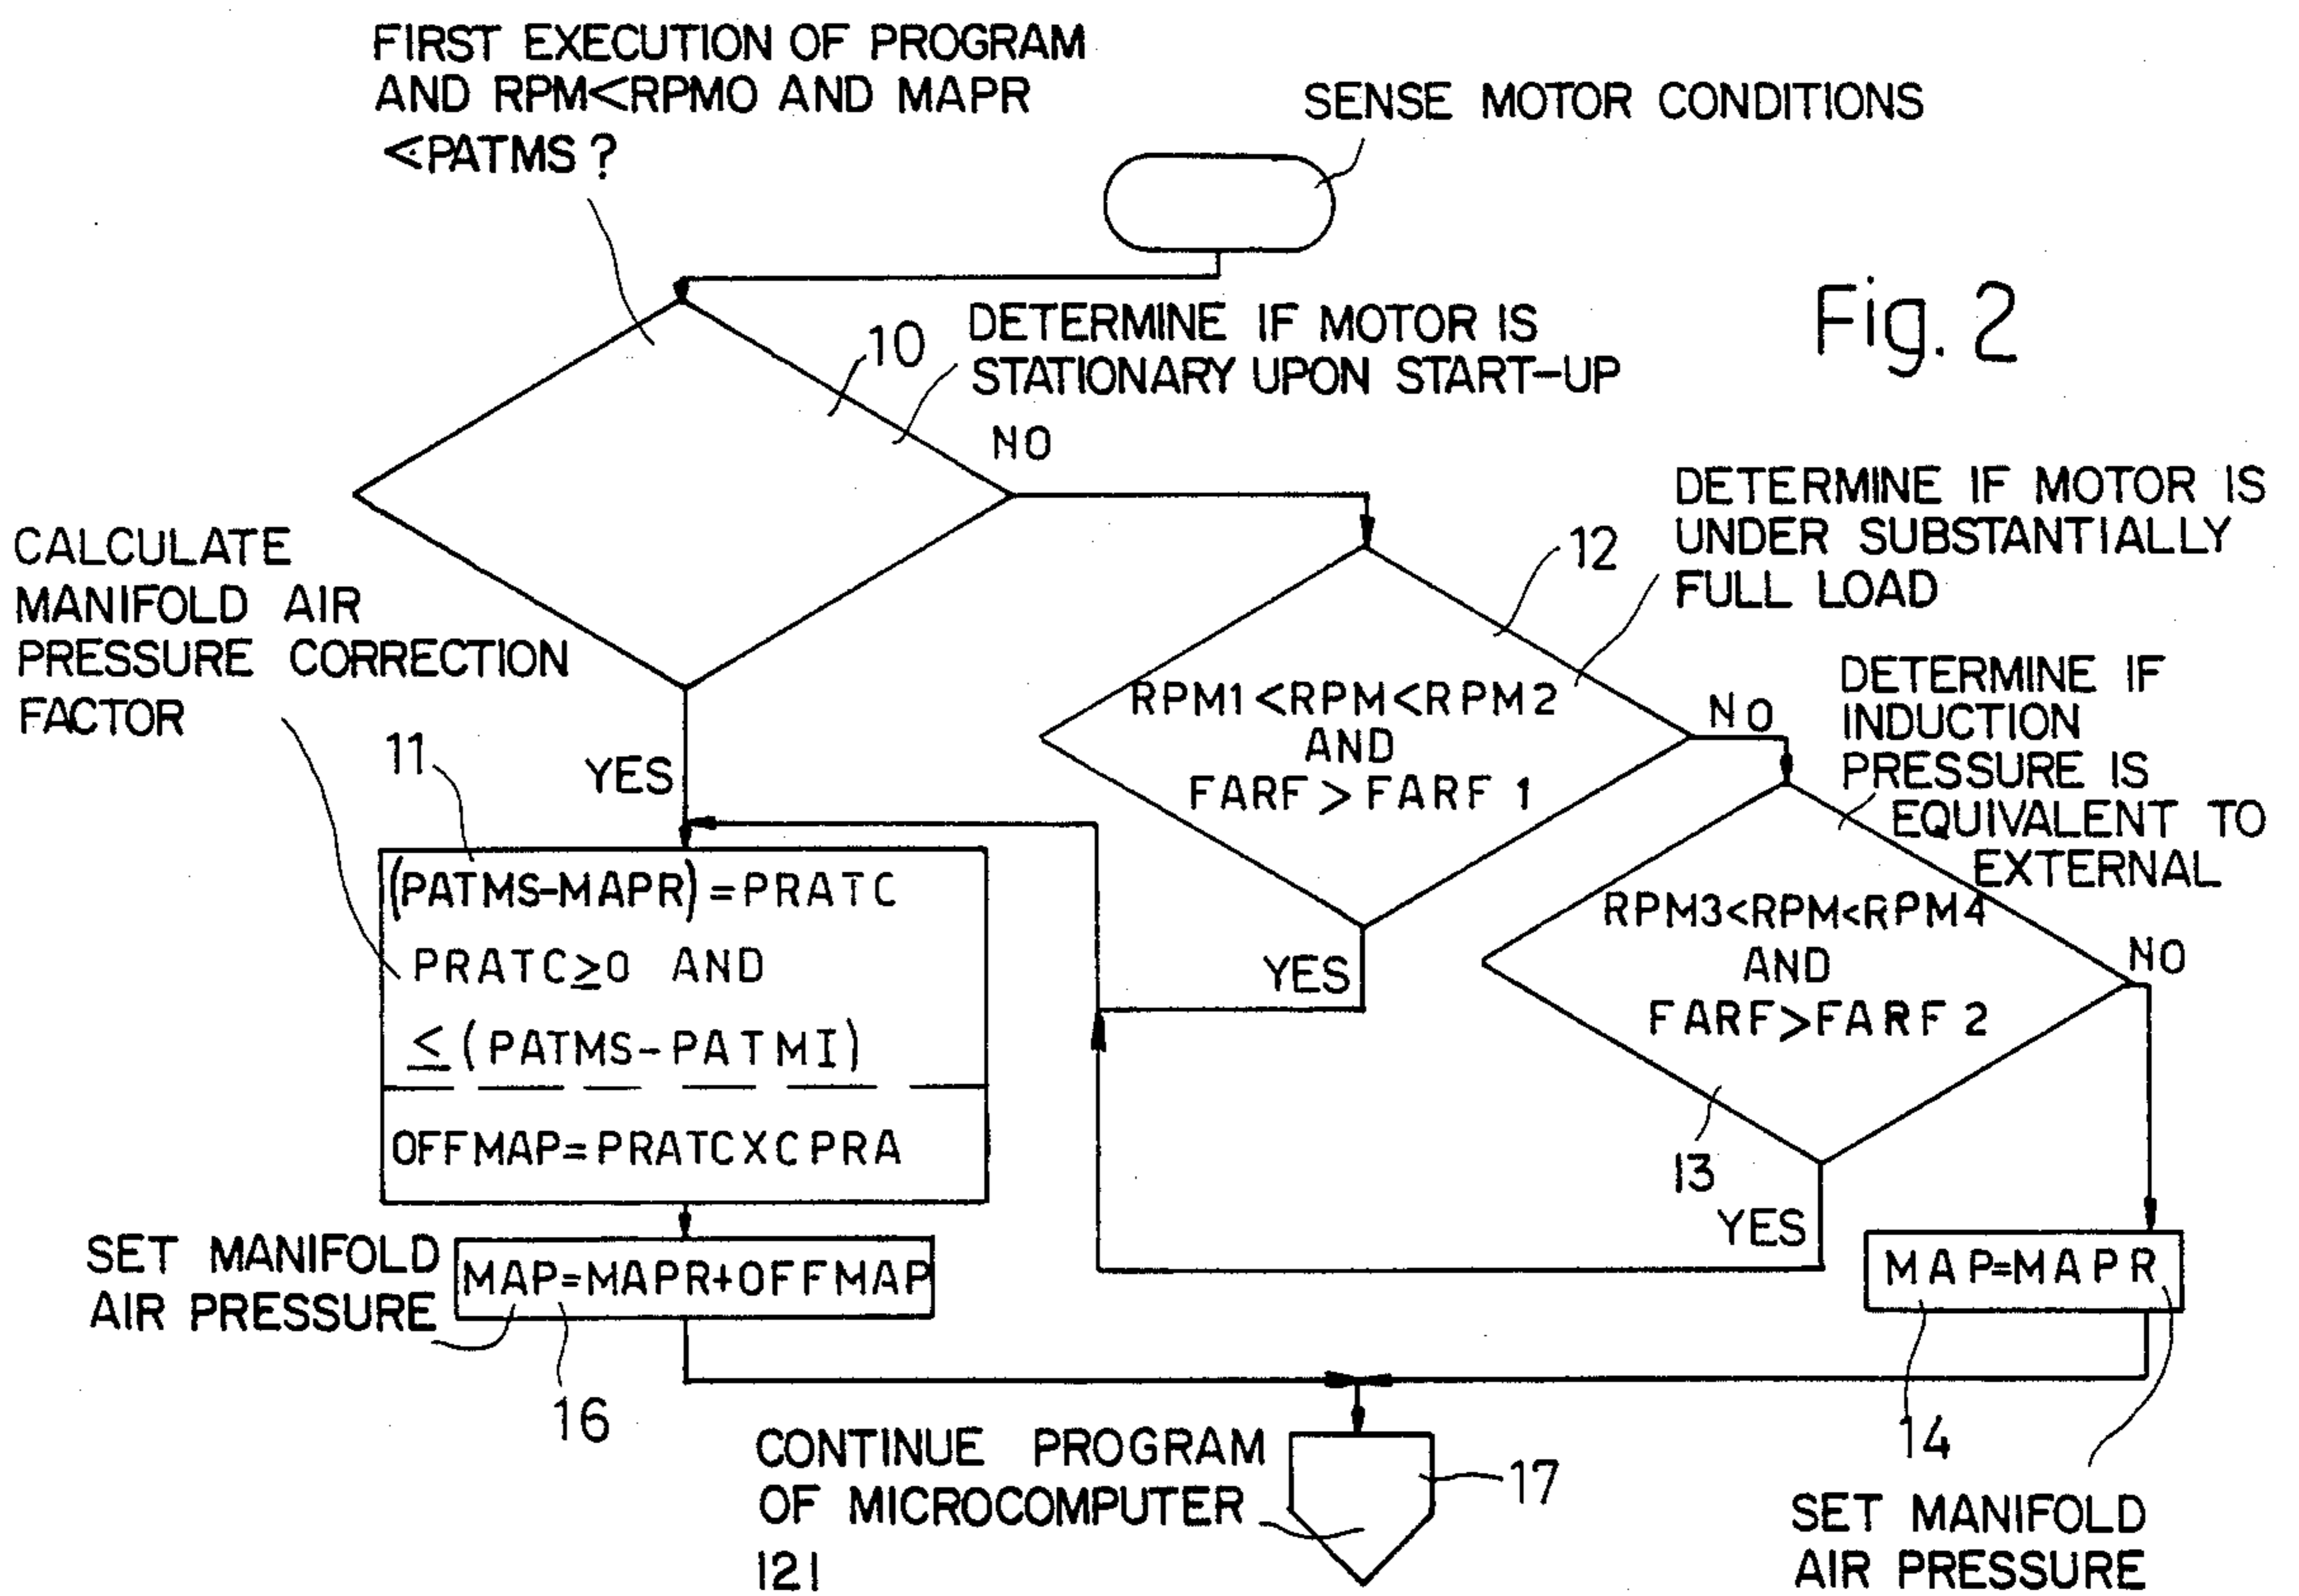 FIRST EXECUTION OF PROGRAM
AND RPM<RPMO AND MAPR
<PATMS ?
SENSE MOTOR CONDITIONS
Fig. 2
10
DETERMINE IF MOTOR IS
STATIONARY UPON START-UP
NO
DETERMINE IF MOTOR IS
UNDER SUBSTANTIALLY
FULL LOAD
12
CALCULATE
MANIFOLD AIR
PRESSURE CORRECTION
FACTOR
RPM1<RPM<RPM2
AND
FARF>FARF 1
NO
DETERMINE IF
INDUCTION
PRESSURE IS
EQUIVALENT TO
EXTERNAL
11
YES
(PATMS-MAPR)=PRATC
PRATC≥0 AND
≤(PATMS-PATMI)
OFFMAP=PRATCXCPRA
YES
RPM3<RPM<RPM4
AND
FARF>FARF 2
NO
13
YES
SET MANIFOLD
AIR PRESSURE
MAP=MAPR+OFFMAP
MAP=MAPR
16
14
CONTINUE PROGRAM
OF MICROCOMPUTER
121
17
SET MANIFOLD
AIR PRESSURE